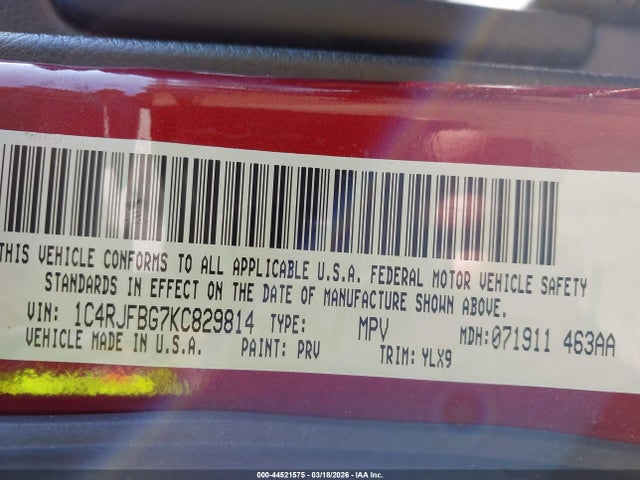 THIS VEHICLE CONFORMS TO ALL APPLICABLE U.S.A. FEDERAL MOTOR VEHICLE SAFETY
STANDARDS IN EFFECT ON THE DATE OF MANUFACTURE SHOWN ABOVE.
VIN: 1C4RJFBG7KC829814 TYPE: MPV MDH:071911 463AA
VEHICLE MADE IN U.S.A. PAINT: PRV TRIM: YLX9
000-44521575 - 03/18/2026 - IAA Inc.